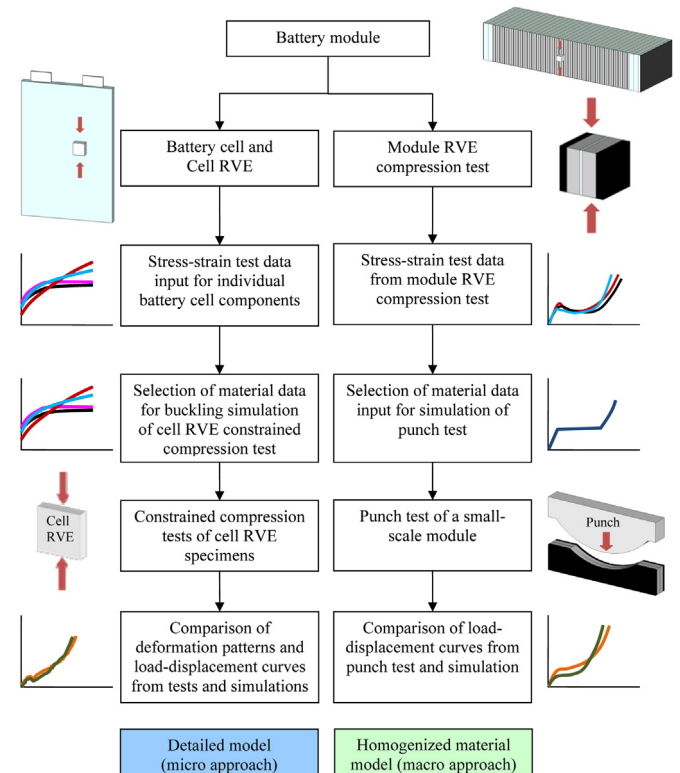 Battery module
Battery cell and
Cell RVE
Module RVE
compression test
Stress-strain test data
input for individual
battery cell components
Stress-strain test data
from module RVE
compression test
Selection of material data
for buckling simulation
of cell RVE constrained
compression test
Selection of material data
input for simulation of
punch test
Cell
RVE
Constrained compression
tests of cell RVE
specimens
Punch test of a small-
scale module
Punch
Comparison of
deformation patterns and
load-displacement curves
from tests and simulations
Comparison of load-
displacement curves from
punch test and simulation
Detailed model
(micro approach)
Homogenized material
model (macro approach)